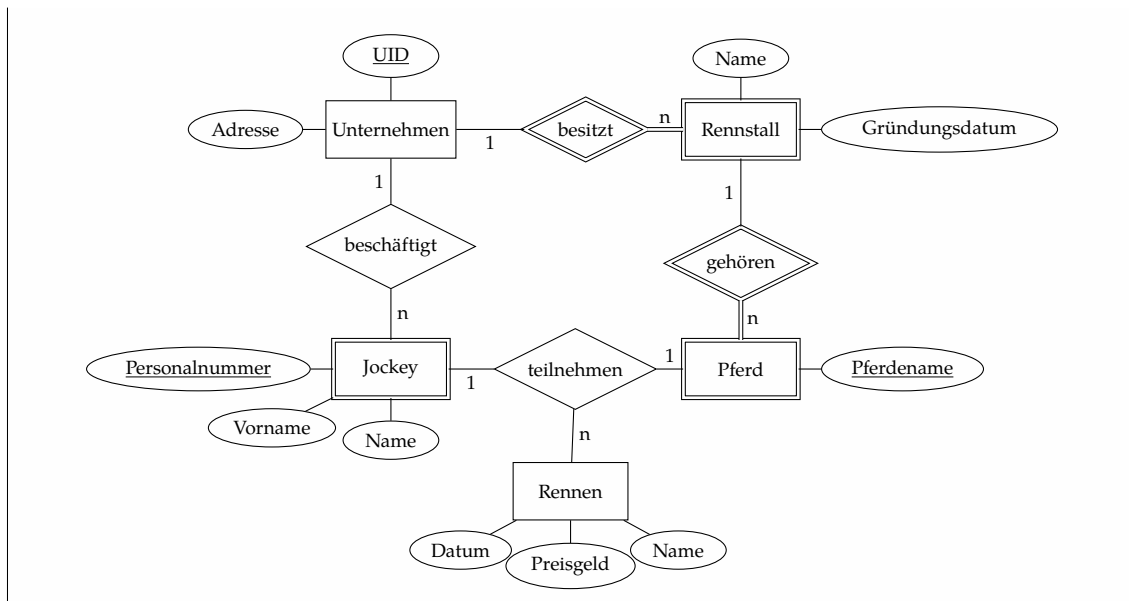 UID
Name
Adresse
Unternehmen
1
besitzt
n
Rennstall
Gründungsdatum
1
1
beschäftigt
gehören
n
n
Personalnummer
Jockey
1
teilnehmen
1
Pferd
Pferdename
Vorname
Name
n
Rennen
Datum
Preisgeld
Name